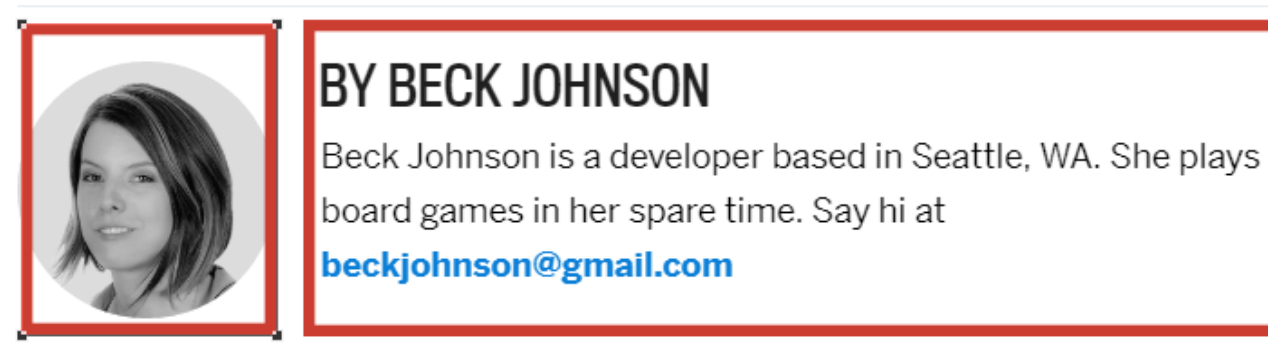 BY BECK JOHNSON
Beck Johnson is a developer based in Seattle, WA. She plays
board games in her spare time. Say hi at
beckjohnson@gmail.com